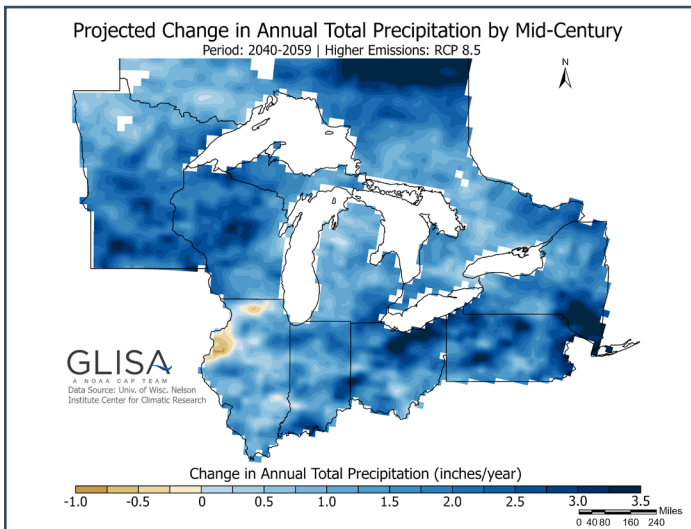 Projected Change in Annual Total Precipitation by Mid-Century
Period: 2040-2059 | Higher Emissions: RCP 8.5
N
GLISA
A NOAA CAP TEAM
Data Source: Univ. of Wisc. Nelson
Institute Center for Climatic Research
Change in Annual Total Precipitation (inches/year)
-1.0 -0.5 0 0.5 1.0 1.5 2.0 2.5 3.0 3.5
Miles
0 40 80 160 240